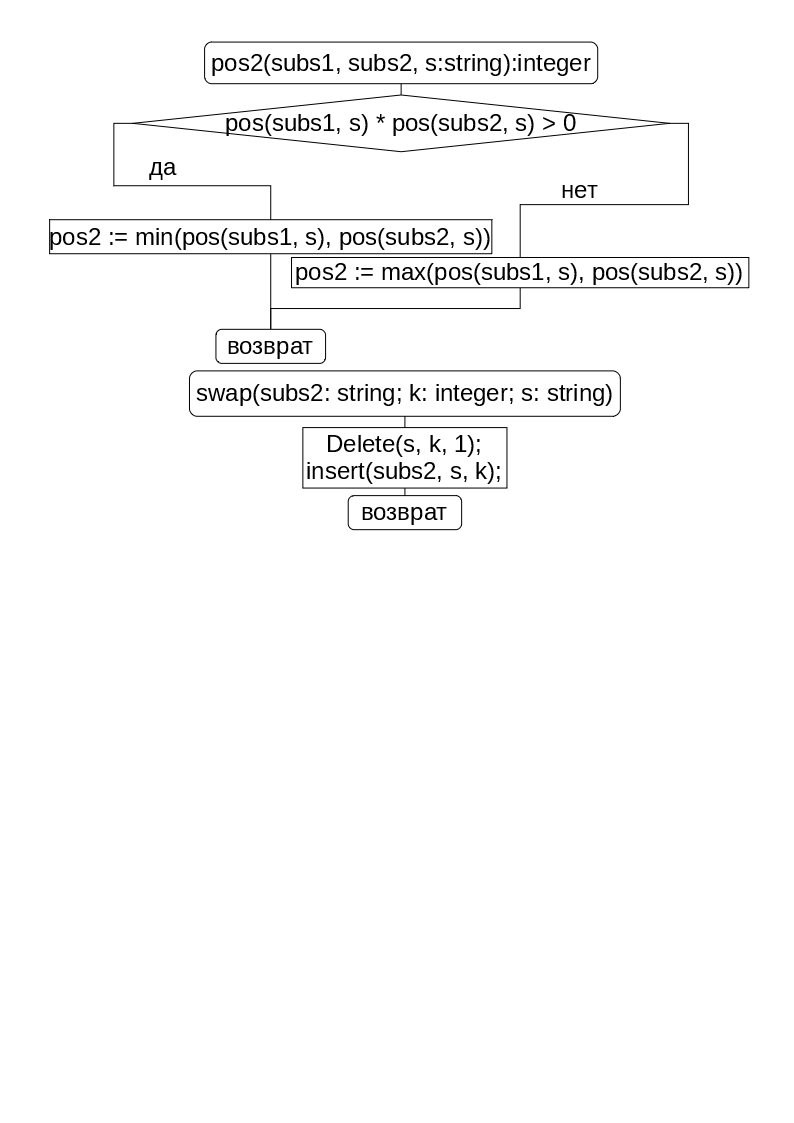 pos2(subs1, subs2, s:string):integer
pos(subs1, s) * pos(subs2, s) > 0
да
нет
pos2 := min(pos(subs1, s), pos(subs2, s))
pos2 := max(pos(subs1, s), pos(subs2, s))
возврат
swap(subs2: string; k: integer; s: string)
Delete(s, k, 1);
insert(subs2, s, k);
возврат